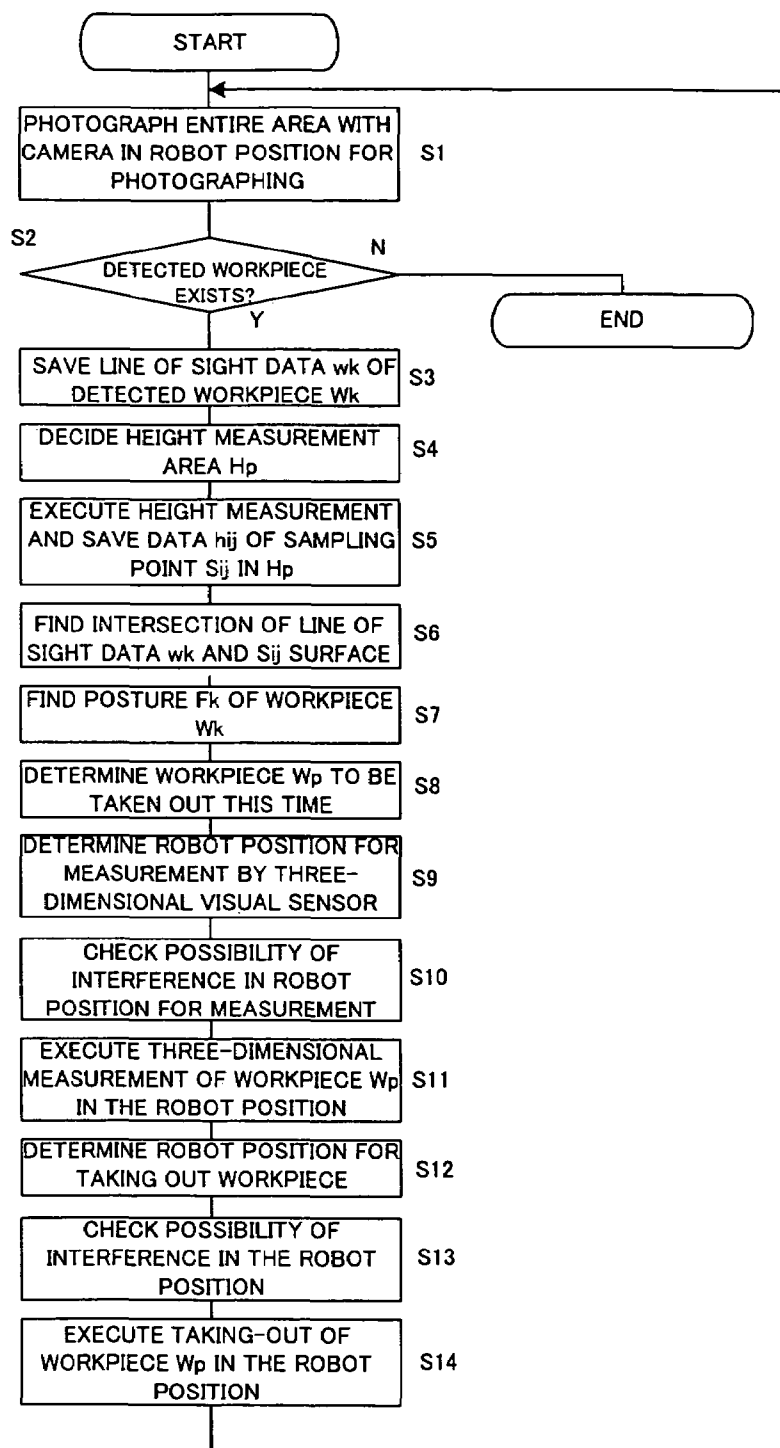 START
PHOTOGRAPH ENTIRE AREA WITH
CAMERA IN ROBOT POSITION FOR
PHOTOGRAPHING
S1
S2
DETECTED WORKPIECE
EXISTS?
N
Y
END
SAVE LINE OF SIGHT DATA wk OF
DETECTED WORKPIECE Wk
S3
DECIDE HEIGHT MEASUREMENT
AREA Hp
S4
EXECUTE HEIGHT MEASUREMENT
AND SAVE DATA hij OF SAMPLING
POINT Sij IN Hp
S5
FIND INTERSECTION OF LINE OF
SIGHT DATA wk AND Sij SURFACE
S6
FIND POSTURE Fk OF WORKPIECE
Wk
S7
DETERMINE WORKPIECE Wp TO BE
TAKEN OUT THIS TIME
S8
DETERMINE ROBOT POSITION FOR
MEASUREMENT BY THREE-
DIMENSIONAL VISUAL SENSOR
S9
CHECK POSSIBILITY OF
INTERFERENCE IN ROBOT
POSITION FOR MEASUREMENT
S10
EXECUTE THREE-DIMENSIONAL
MEASUREMENT OF WORKPIECE Wp
IN THE ROBOT POSITION
S11
DETERMINE ROBOT POSITION FOR
TAKING OUT WORKPIECE
S12
CHECK POSSIBILITY OF
INTERFERENCE IN THE ROBOT
POSITION
S13
EXECUTE TAKING-OUT OF
WORKPIECE Wp IN THE ROBOT
POSITION
S14